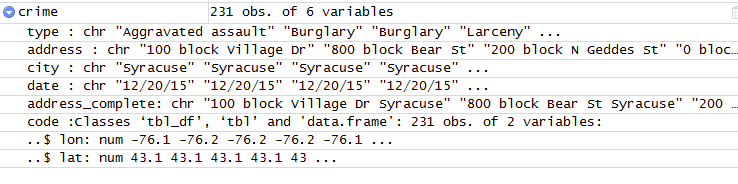 crime 231 obs. of 6 variables
type : chr "Aggravated assault" "Burglary" "Burglary" "Larceny" ...
address : chr "100 block Village Dr" "800 block Bear St" "200 block N Geddes St" "0 bloc...
city : chr "Syracuse" "Syracuse" "Syracuse" "Syracuse" ...
date : chr "12/20/15" "12/20/15" "12/20/15" "12/20/15" ...
address_complete: chr "100 block Village Dr Syracuse" "800 block Bear St Syracuse" "200 ...
code :Classes ‘tbl_df’, ‘tbl’ and 'data.frame': 231 obs. of 2 variables:
..$ lon: num -76.1 -76.2 -76.2 -76.2 -76.1 ...
..$ lat: num 43.1 43.1 43.1 43.1 43 ...